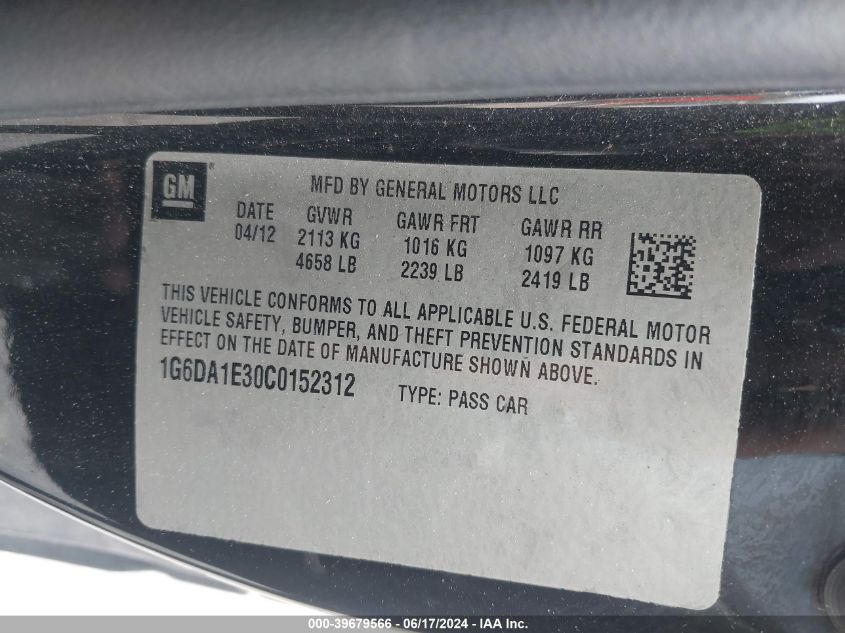 GM
MFD BY GENERAL MOTORS LLC
DATE GVWR GAWR FRT GAWR RR
04/12 2113 KG 1016 KG 1097 KG
4658 LB 2239 LB 2419 LB
THIS VEHICLE CONFORMS TO ALL APPLICABLE U.S. FEDERAL MOTOR
VEHICLE SAFETY, BUMPER, AND THEFT PREVENTION STANDARDS IN
EFFECT ON THE DATE OF MANUFACTURE SHOWN ABOVE.
1G6DA1E30C0152312 TYPE: PASS CAR
000-39679566 - 06/17/2024 - IAA Inc.